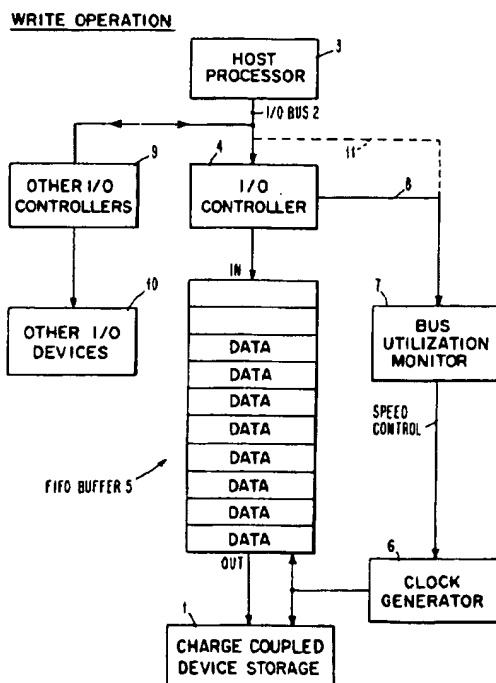 WRITE OPERATION
3
HOST
PROCESSOR
I/O BUS 2
9
4
11
OTHER I/O
CONTROLLERS
I/O
CONTROLLER
8
IN
10
7
OTHER I/O
DEVICES
BUS
UTILIZATION
MONITOR
DATA
DATA
DATA
DATA
DATA
DATA
DATA
DATA
SPEED
CONTROL
FIFO BUFFER 5
OUT
6
CLOCK
GENERATOR
1
CHARGE COUPLED
DEVICE STORAGE